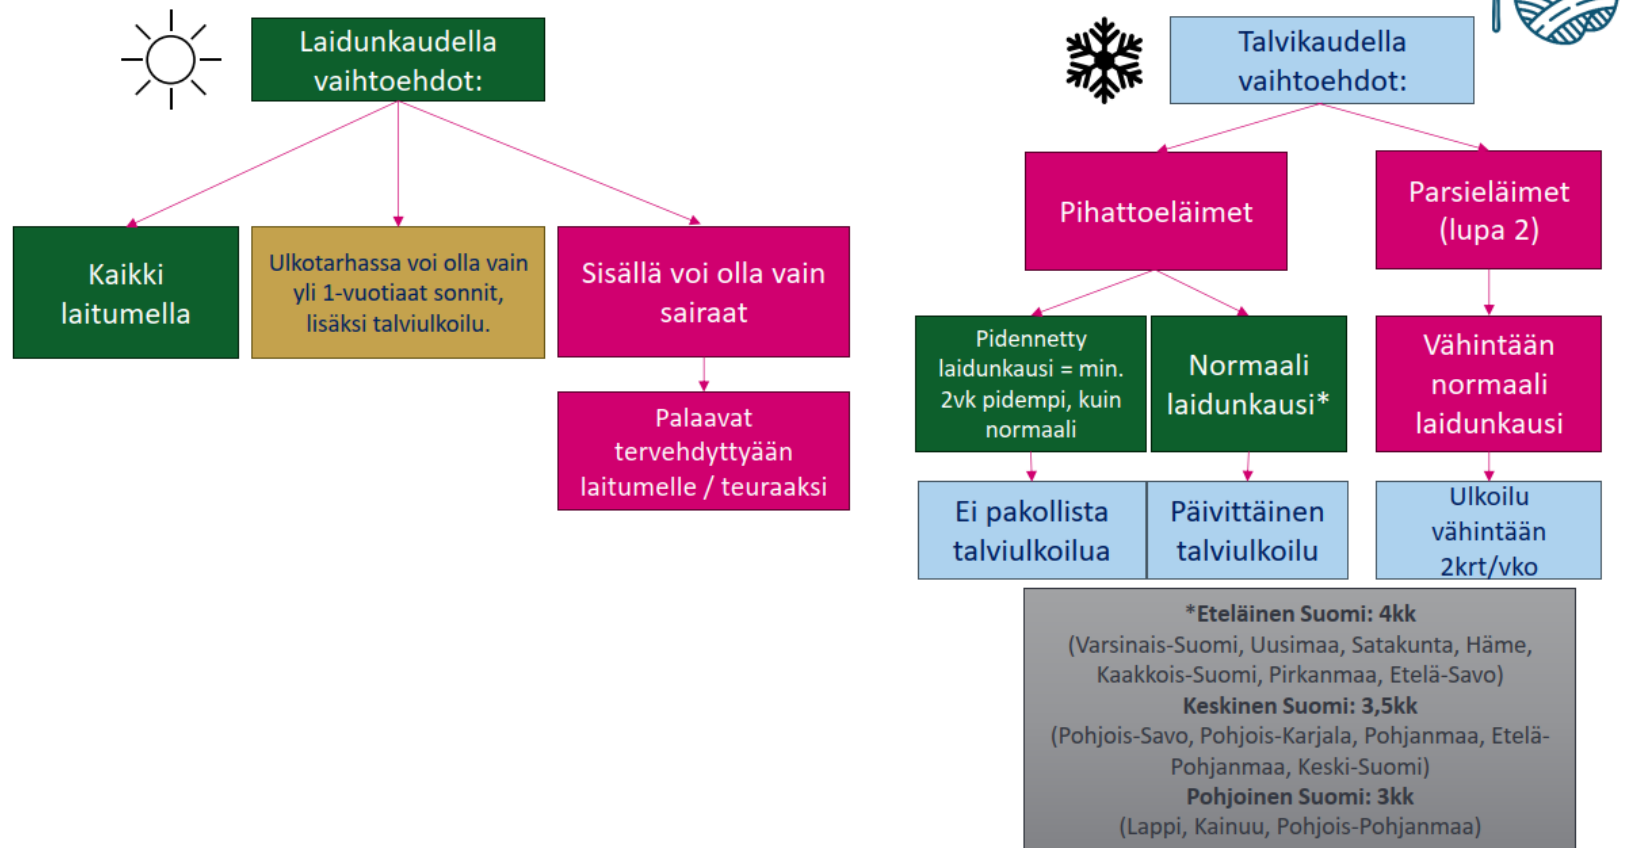 Laidunkaudella
vaihtoehdot:
Kaikki
laitumella
Ulkotarhassa voi olla vain
yli 1-vuotiaat sonnit,
lisäksi talviulkoilu.
Sisällä voi olla vain
sairaat
Palaavat
tervehdyttyään
laitumelle / teuraaksi
Talvikaudella
vaihtoehdot:
Pihattoeläimet
Parsieläimet
(lupa 2)
Pidennetty
laidunkausi = min.
2vk pidempi, kuin
normaali
Normaali
laidunkausi*
Vähintään
normaali
laidunkausi
Ei pakollista
talviulkoilua
Päivittäinen
talviulkoilu
Ulkoilu
vähintään
2krt/vko
*Eteläinen Suomi: 4kk
(Varsinais-Suomi, Uusimaa, Satakunta, Häme,
Kaakkois-Suomi, Pirkanmaa, Etelä-Savo)
Keskinen Suomi: 3,5kk
(Pohjois-Savo, Pohjois-Karjala, Pohjanmaa, Etelä-
Pohjanmaa, Keski-Suomi)
Pohjoinen Suomi: 3kk
(Lappi, Kainuu, Pohjois-Pohjanmaa)